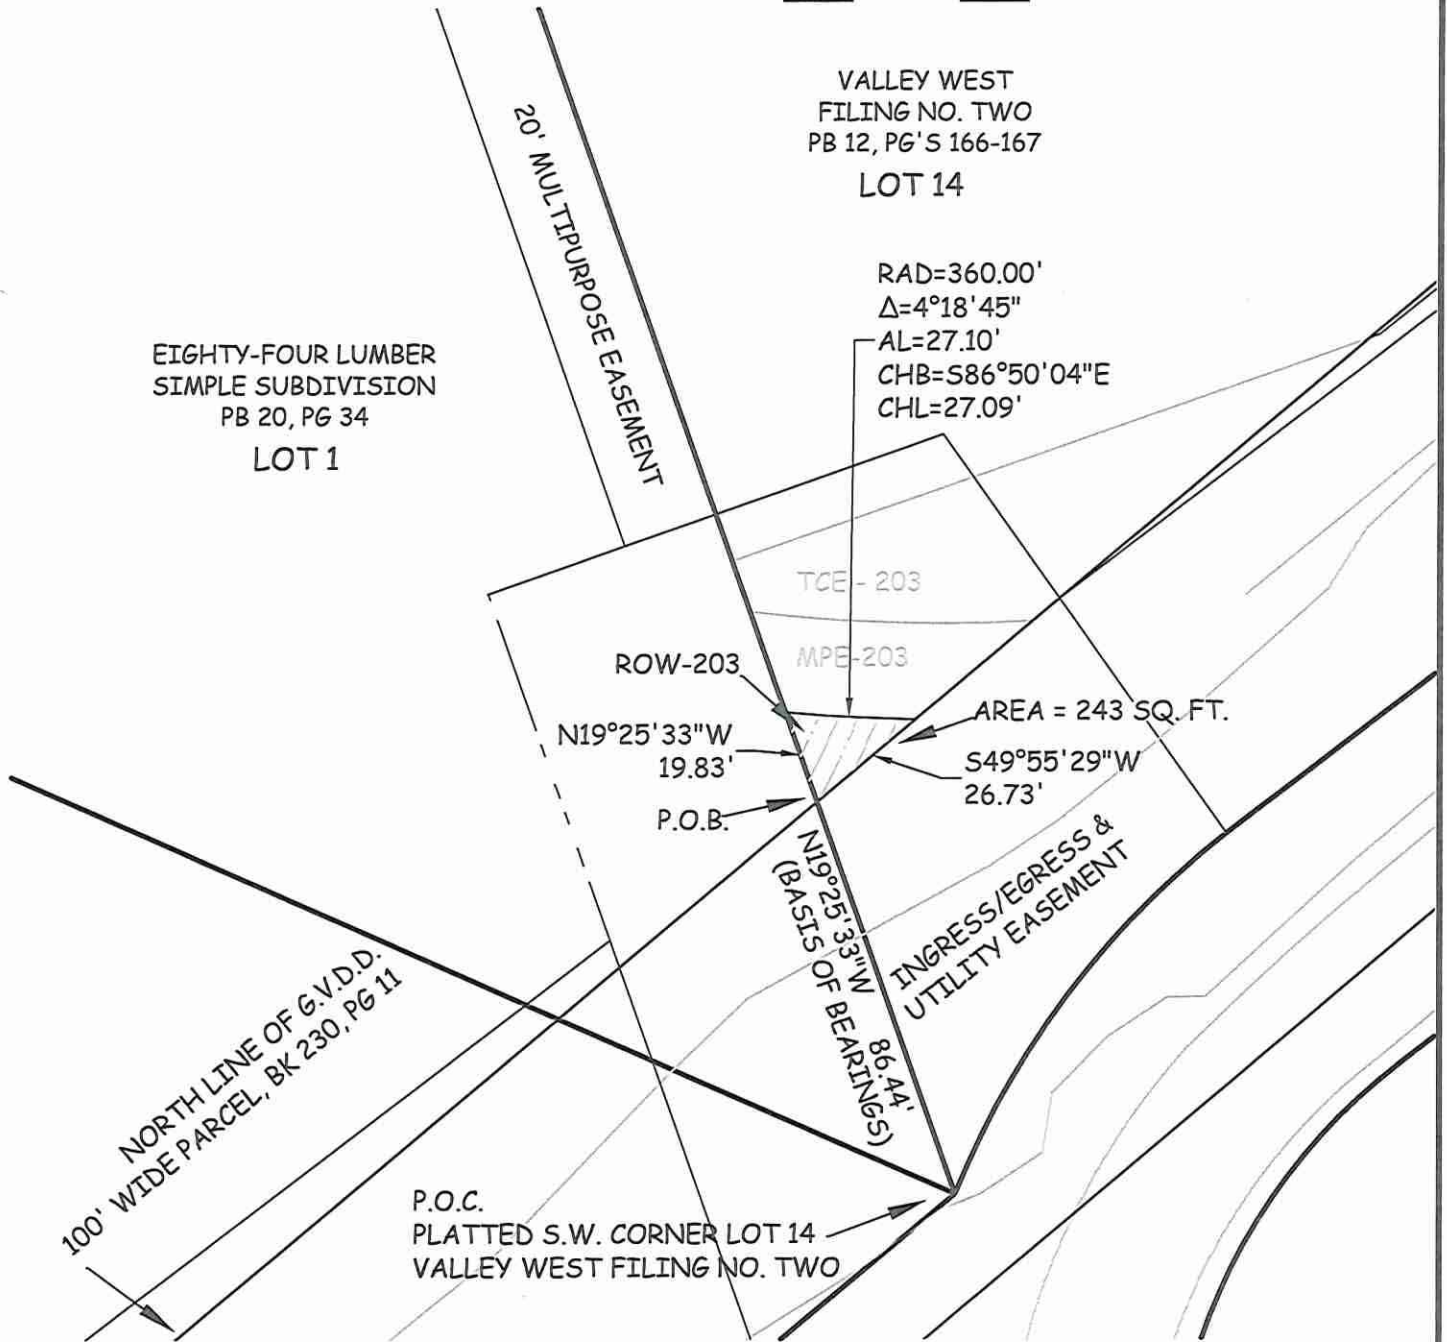 VALLEY WEST
FILING NO. TWO
PB 12, PG'S 166-167
LOT 14
20' MULTIPURPOSE EASEMENT
RAD=360.00'
Δ=4°18'45"
AL=27.10'
CHB=S86°50'04"E
CHL=27.09'
EIGHTY-FOUR LUMBER
SIMPLE SUBDIVISION
PB 20, PG 34
LOT 1
TCE - 203
MPE-203
ROW-203
AREA = 243 SQ. FT.
N19°25'33"W
19.83'
S49°55'29"W
26.73'
P.O.B.
N19°25'33"W 86.44'
(BASIS OF BEARINGS)
INGRESS/EGRESS &
UTILITY EASEMENT
NORTH LINE OF G.V.D.D.
100' WIDE PARCEL, BK 230, PG 11
P.O.C.
PLATTED S.W. CORNER LOT 14
VALLEY WEST FILING NO. TWO